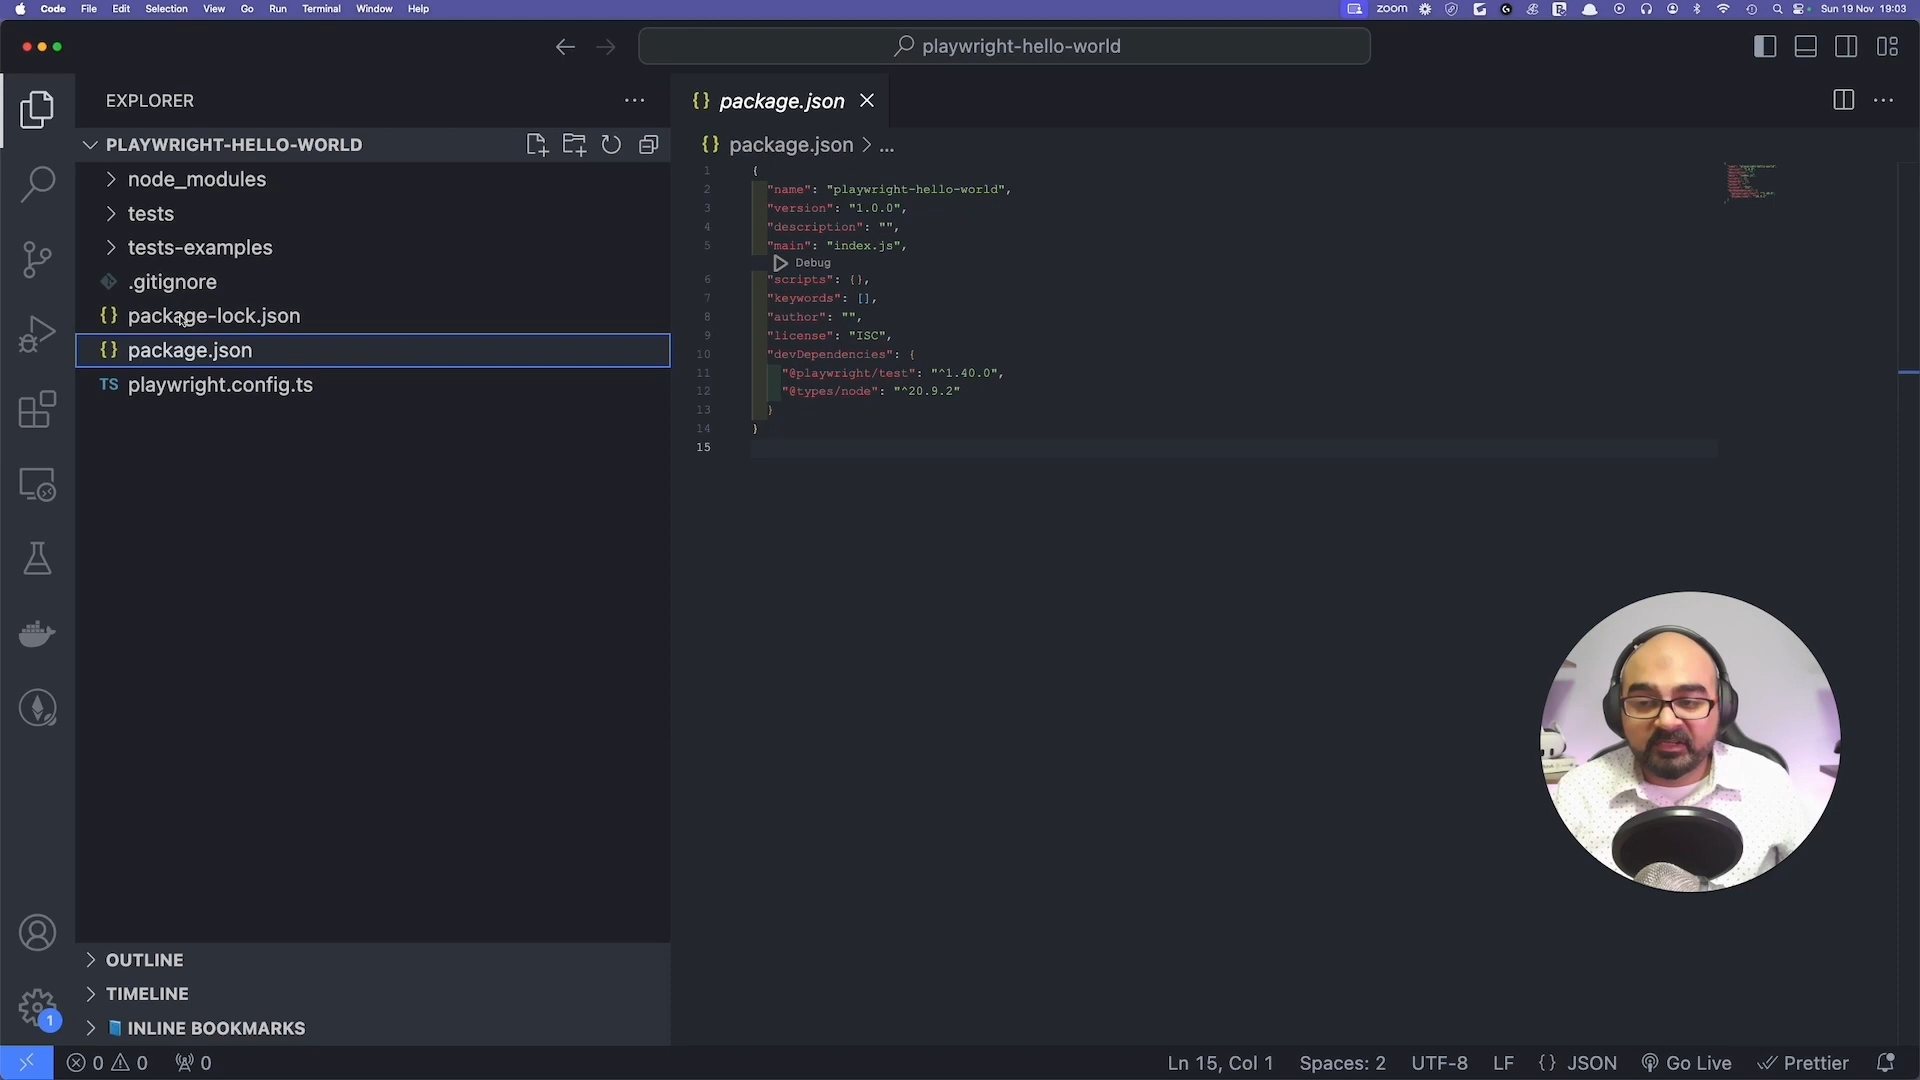 Code File Edit Selection View Go Run Terminal Window Help
zoom
Sun 19 Nov 19:03
playwright-hello-world
EXPLORER
PLAYWRIGHT-HELLO-WORLD
node_modules
tests
tests-examples
.gitignore
{} package-lock.json
{} package.json
TS playwright.config.ts
OUTLINE
TIMELINE
INLINE BOOKMARKS
1
{} package.json
{} package.json > ...
1 {
2 "name": "playwright-hello-world",
3 "version": "1.0.0",
4 "description": "",
5 "main": "index.js",
Debug
6 "scripts": {},
7 "keywords": [],
8 "author": "",
9 "license": "ISC",
10 "devDependencies": {
11 "@playwright/test": "^1.40.0",
12 "@types/node": "^20.9.2"
13 }
14 }
15
0 0 0
Ln 15, Col 1 Spaces: 2 UTF-8 LF {} JSON Go Live Prettier